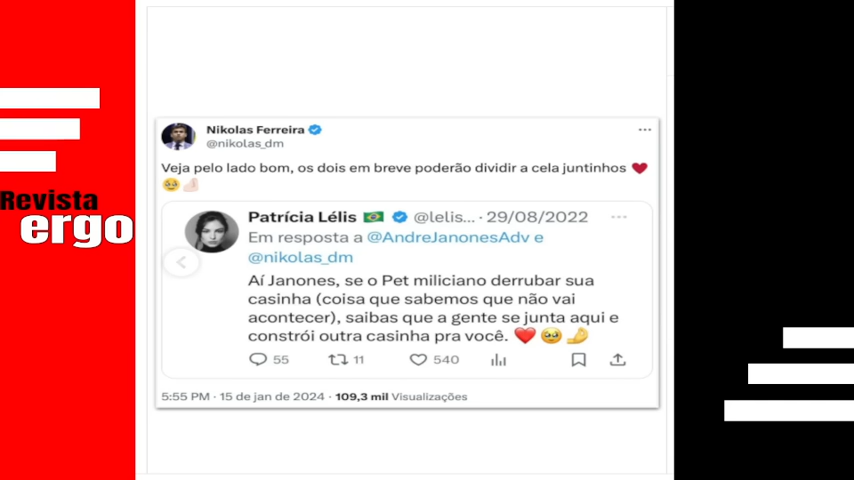 Revista
ergo
Nikolas Ferreira
@nikolas_dm
Veja pelo lado bom, os dois em breve poderão dividir a cela juntinhos ❤️
🥹🫰🏻
Patrícia Lélis 🇧🇷 @lelis... · 29/08/2022
Em resposta a @AndreJanonesAdv e
@nikolas_dm
Aí Janones, se o Pet miliciano derrubar sua
casinha (coisa que sabemos que não vai
acontecer), saibas que a gente se junta aqui e
constrói outra casinha pra você. ❤️🥹🫰
55 11 540
5:55 PM · 15 de jan de 2024 · 109,3 mil Visualizações